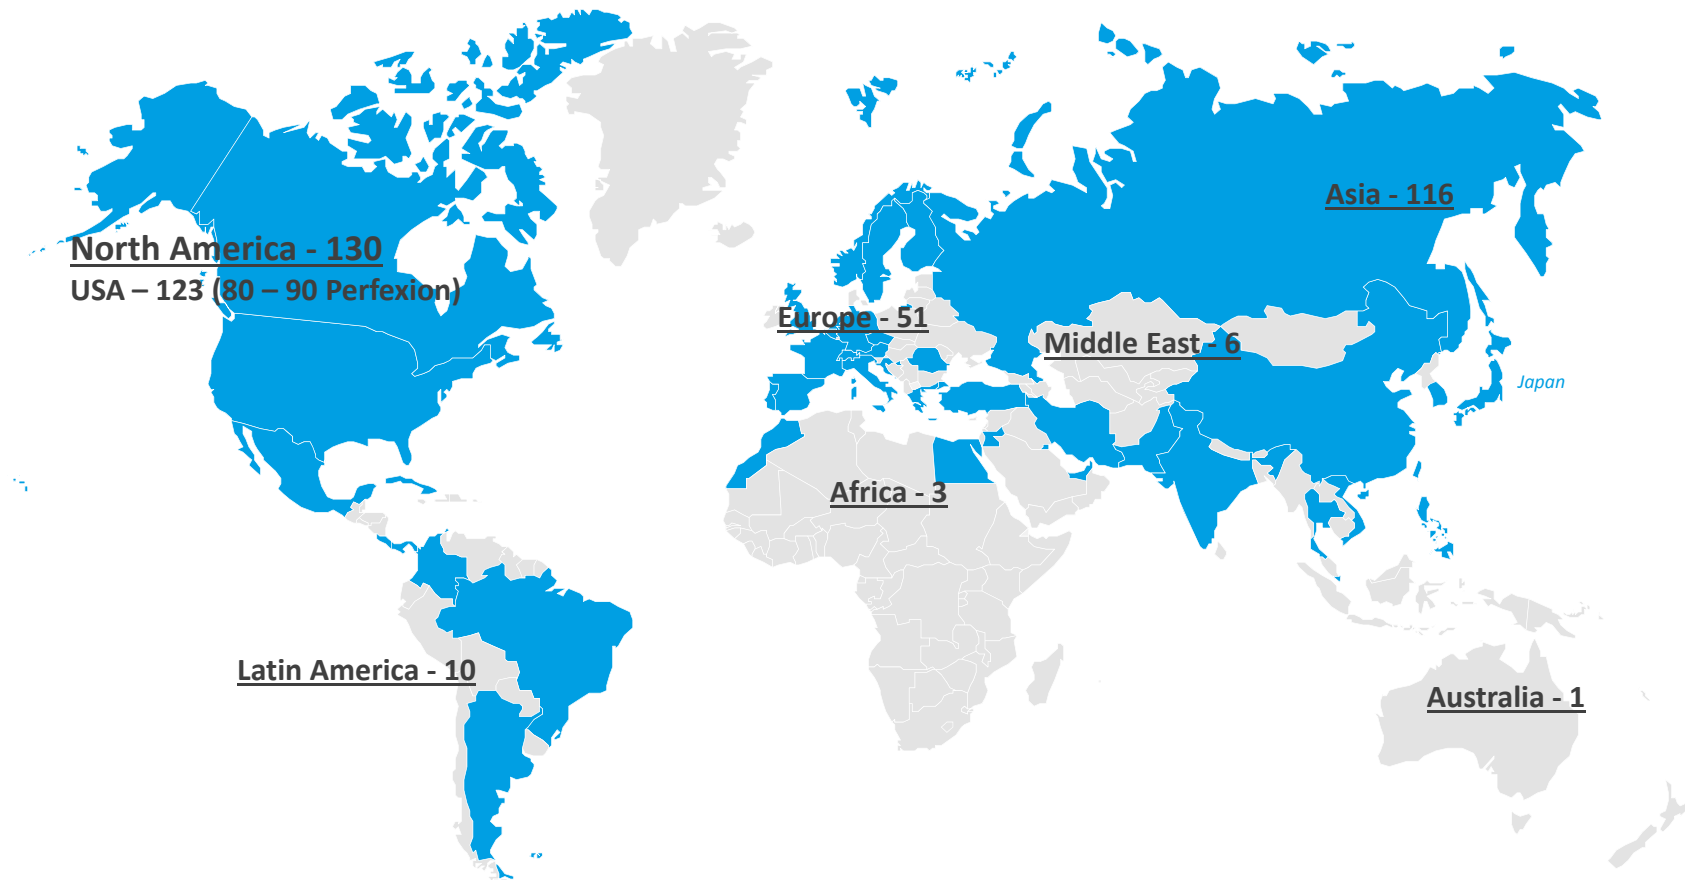 Asia - 116
North America - 130
USA – 123 (80 – 90 Perfexion)
Europe - 51
Middle East - 6
Japan
Africa - 3
Latin America - 10
Australia - 1